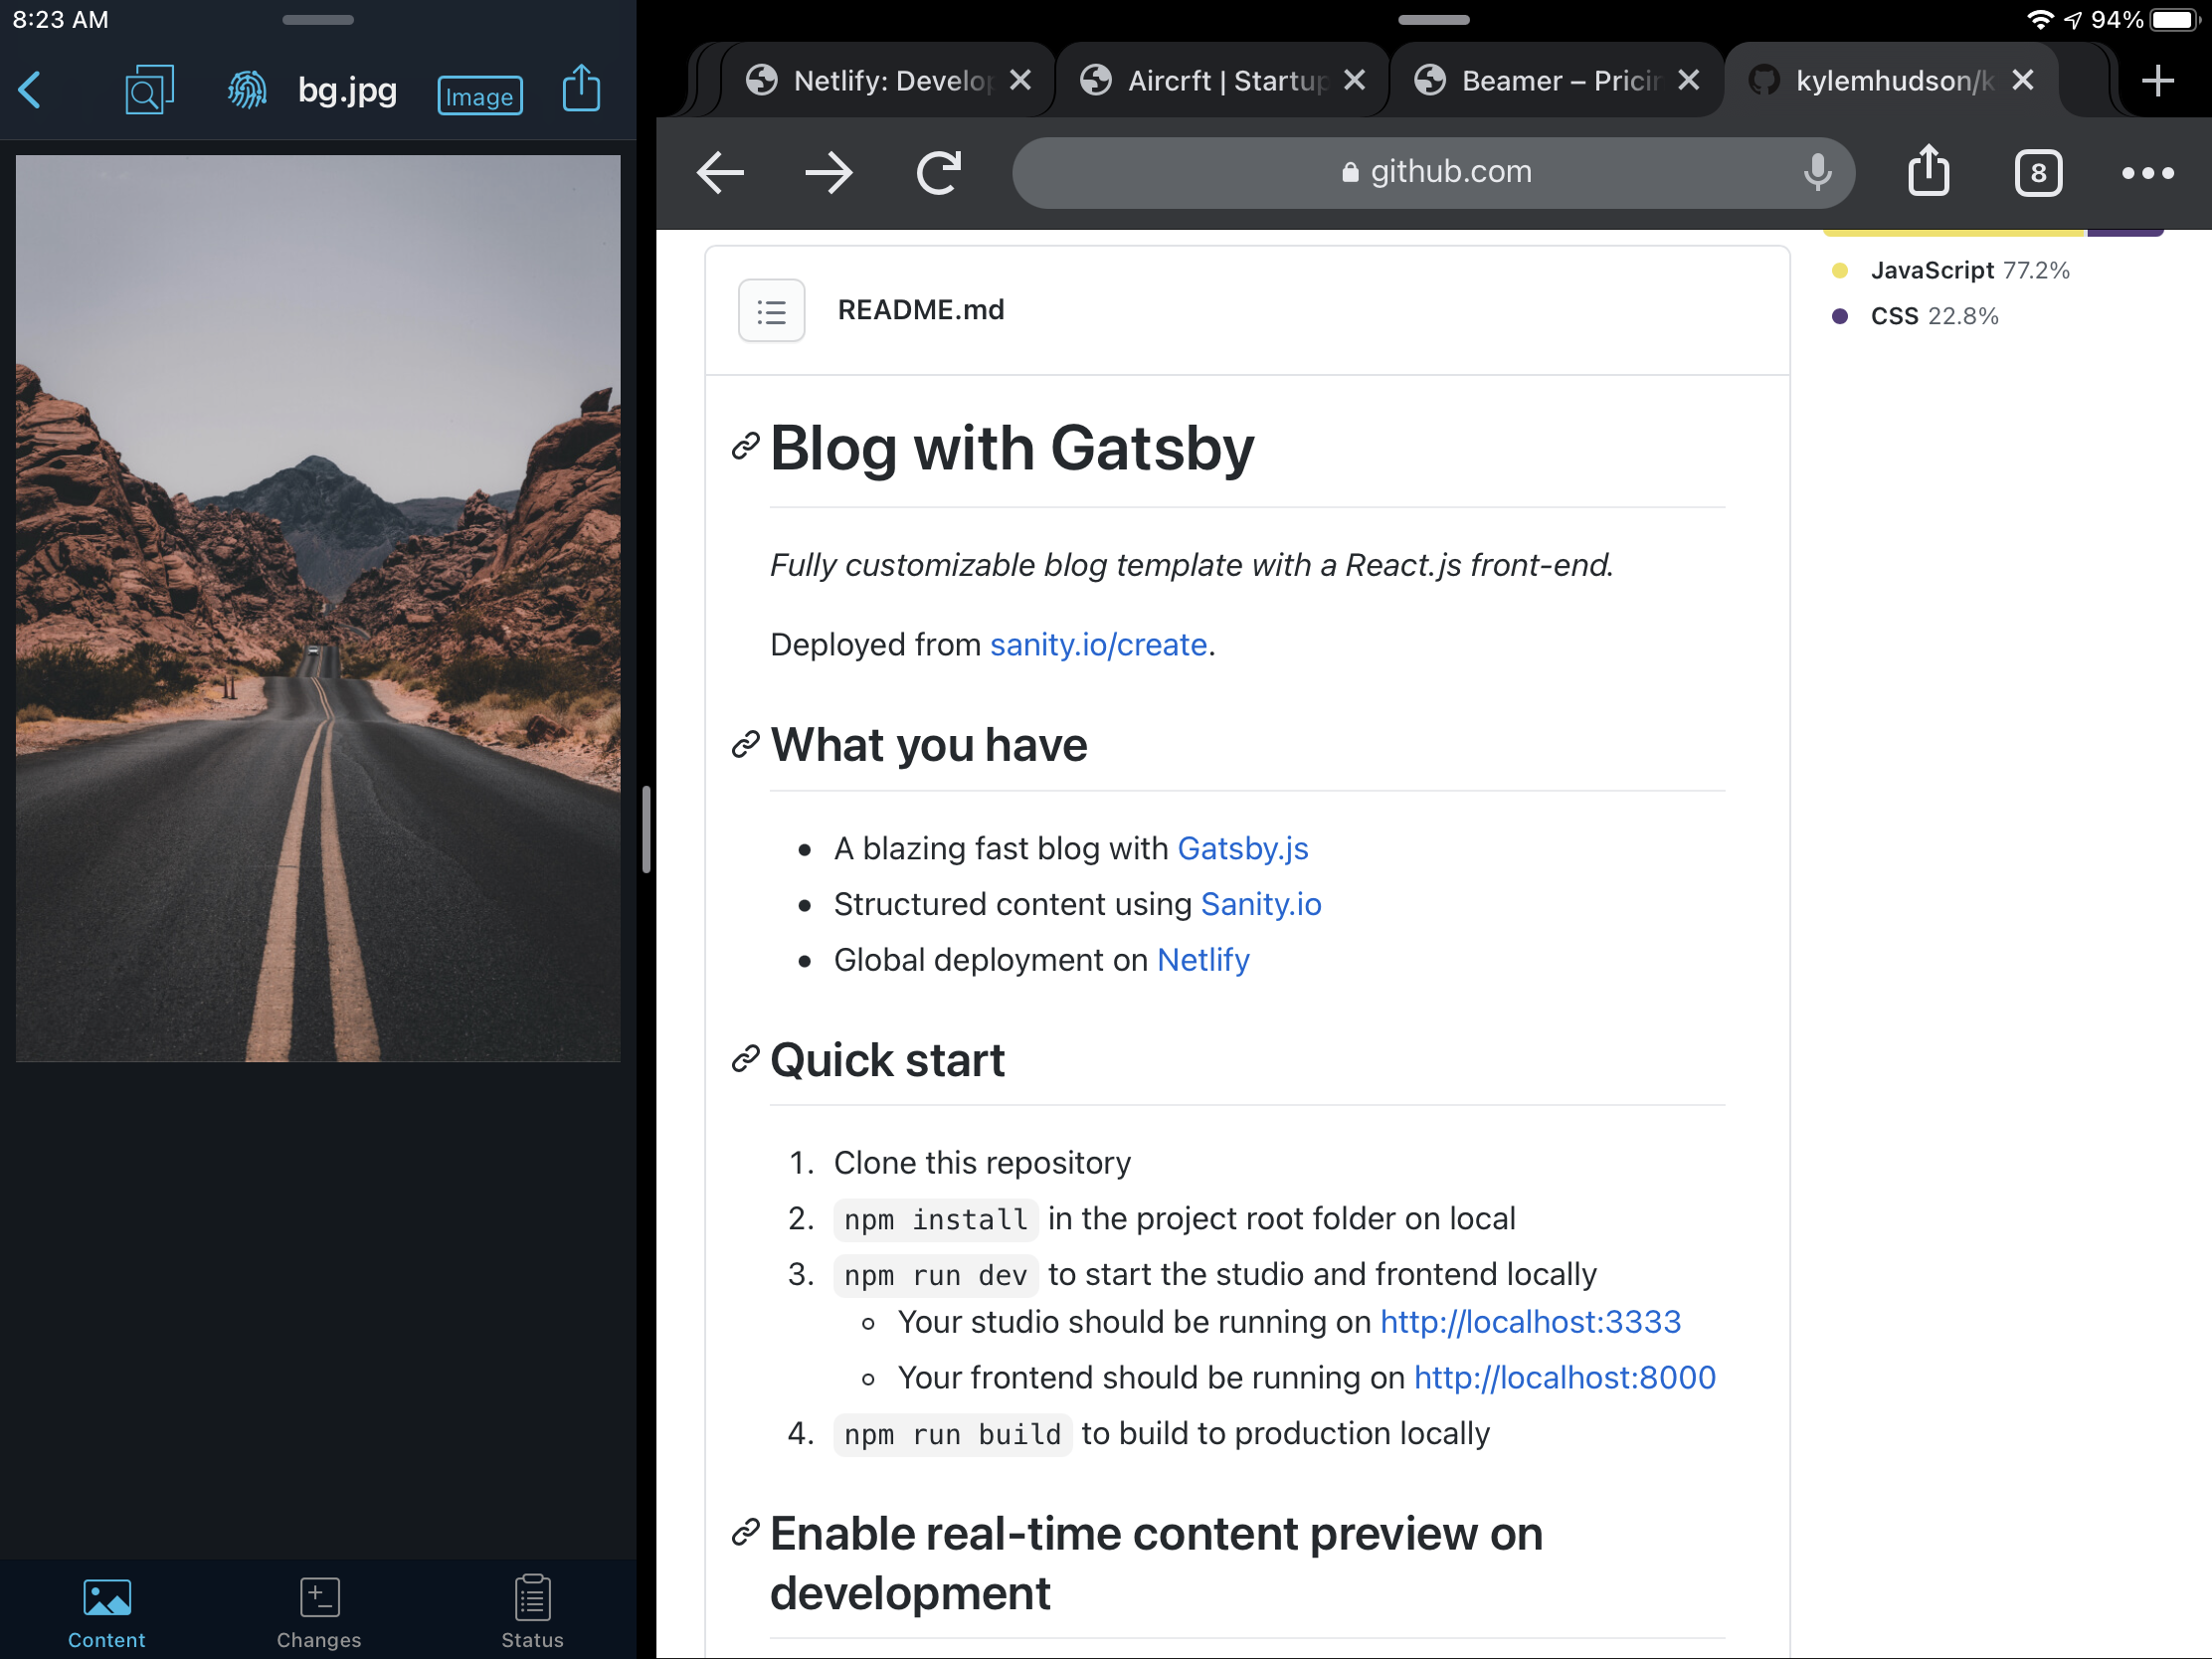 8:23 AM
94%
bg.jpg
Image
Netlify: Develop
Aircrft | Startup
Beamer – Pricin
kylemhudson/k
github.com
8
JavaScript 77.2%
CSS 22.8%
README.md
Blog with Gatsby
Fully customizable blog template with a React.js front-end.
Deployed from sanity.io/create.
What you have
• A blazing fast blog with Gatsby.js
• Structured content using Sanity.io
• Global deployment on Netlify
Quick start
1. Clone this repository
2. npm install in the project root folder on local
3. npm run dev to start the studio and frontend locally
◦ Your studio should be running on http://localhost:3333
◦ Your frontend should be running on http://localhost:8000
4. npm run build to build to production locally
Enable real-time content preview on
development
Content
Changes
Status